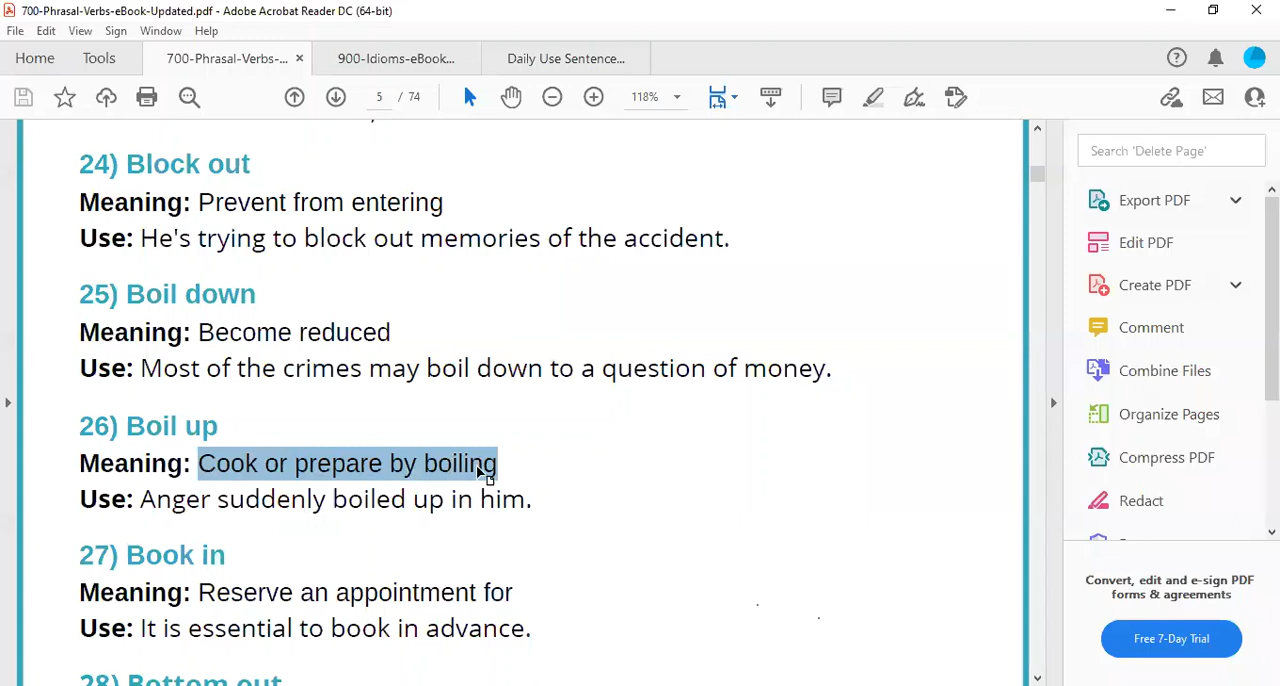 700-Phrasal-Verbs-eBook-Updated.pdf - Adobe Acrobat Reader DC (64-bit)
File Edit View Sign Window Help
Home Tools 700-Phrasal-Verbs-... × 900-Idioms-eBook... Daily Use Sentence...
5 / 74 118%
24) Block out
Meaning: Prevent from entering
Use: He's trying to block out memories of the accident.
25) Boil down
Meaning: Become reduced
Use: Most of the crimes may boil down to a question of money.
26) Boil up
Meaning: Cook or prepare by boiling
Use: Anger suddenly boiled up in him.
27) Book in
Meaning: Reserve an appointment for
Use: It is essential to book in advance.
28) Bottom out
Search 'Delete Page'
Export PDF
Edit PDF
Create PDF
Comment
Combine Files
Organize Pages
Compress PDF
Redact
Convert, edit and e-sign PDF
forms & agreements
Free 7-Day Trial